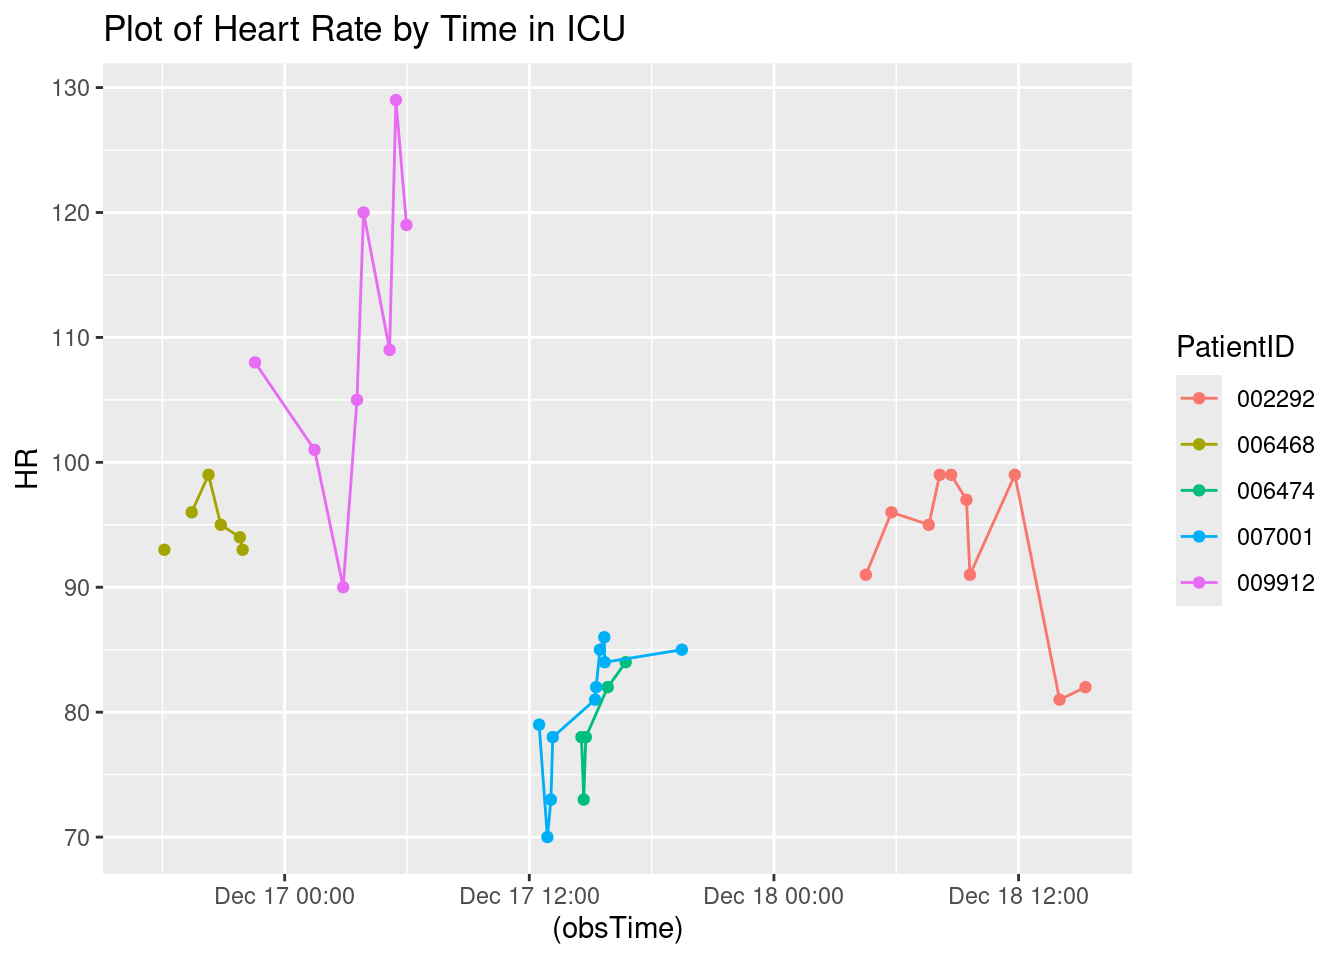 Plot of Heart Rate by Time in ICU
130
120
110
100
90
80
70
HR
Dec 17 00:00
Dec 17 12:00
Dec 18 00:00
Dec 18 12:00
(obsTime)
PatientID
002292
006468
006474
007001
009912